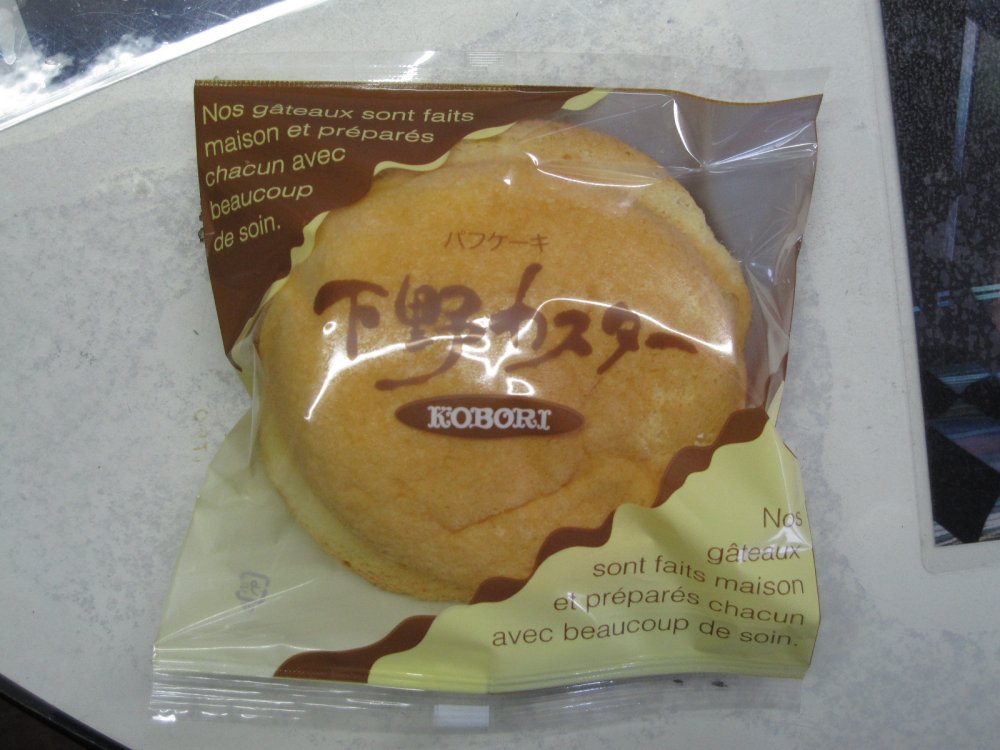 Nos gâteaux sont faits
maison et préparés
chacun avec
beaucoup
de soin.
パフケーキ
下野カスター
KOBORI
Nos
gâteaux
sont faits maison
et préparés chacun
avec beaucoup de soin.